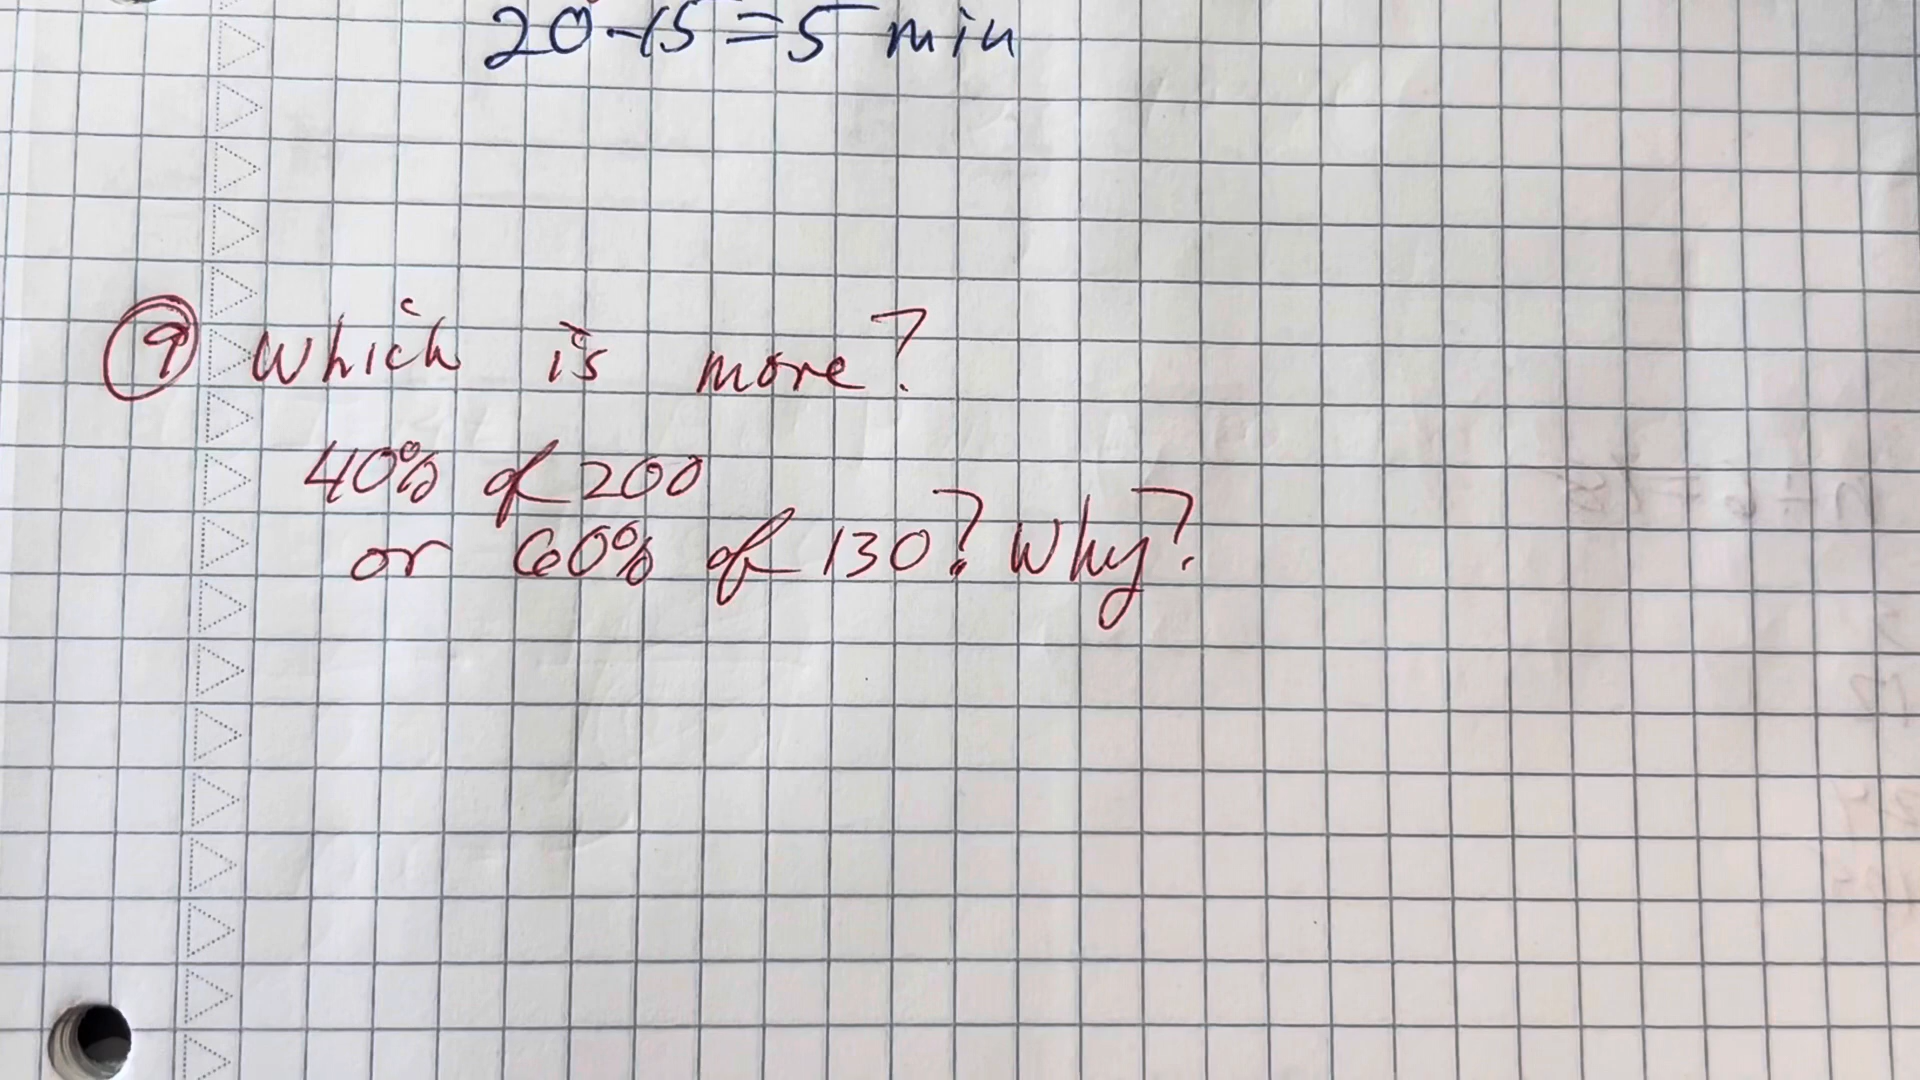 20-15=5 min
9 Which is more?
40% of 200
or 60% of 130? Why?